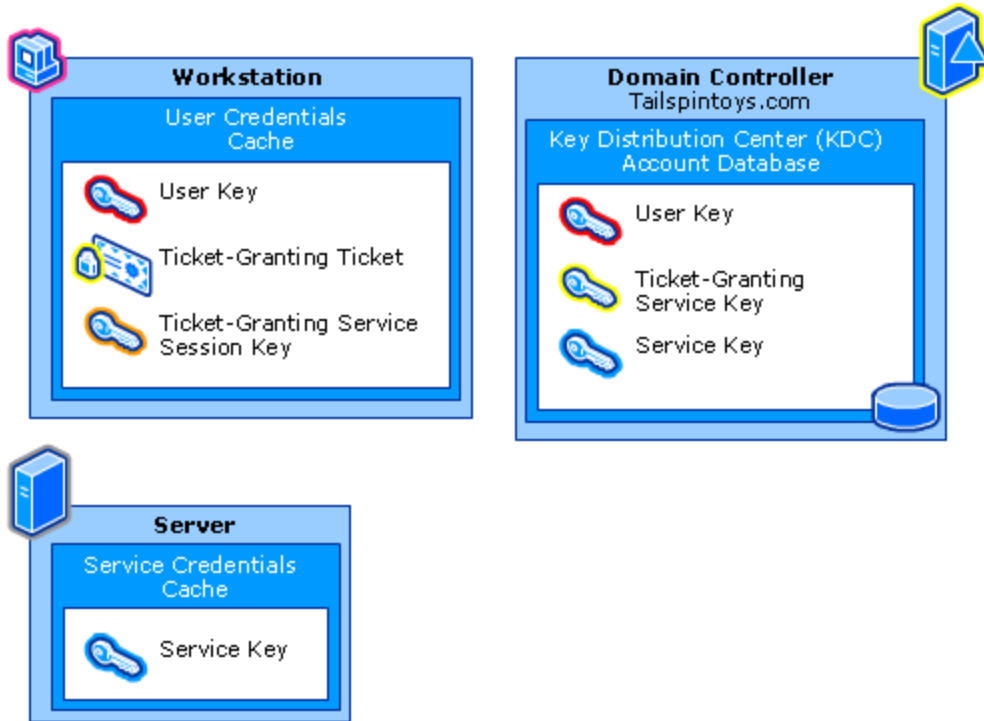 Workstation
User Credentials
Cache
User Key
Ticket-Granting Ticket
Ticket-Granting Service
Session Key
Domain Controller
Tailspintoys.com
Key Distribution Center (KDC)
Account Database
User Key
Ticket-Granting
Service Key
Service Key
Server
Service Credentials
Cache
Service Key